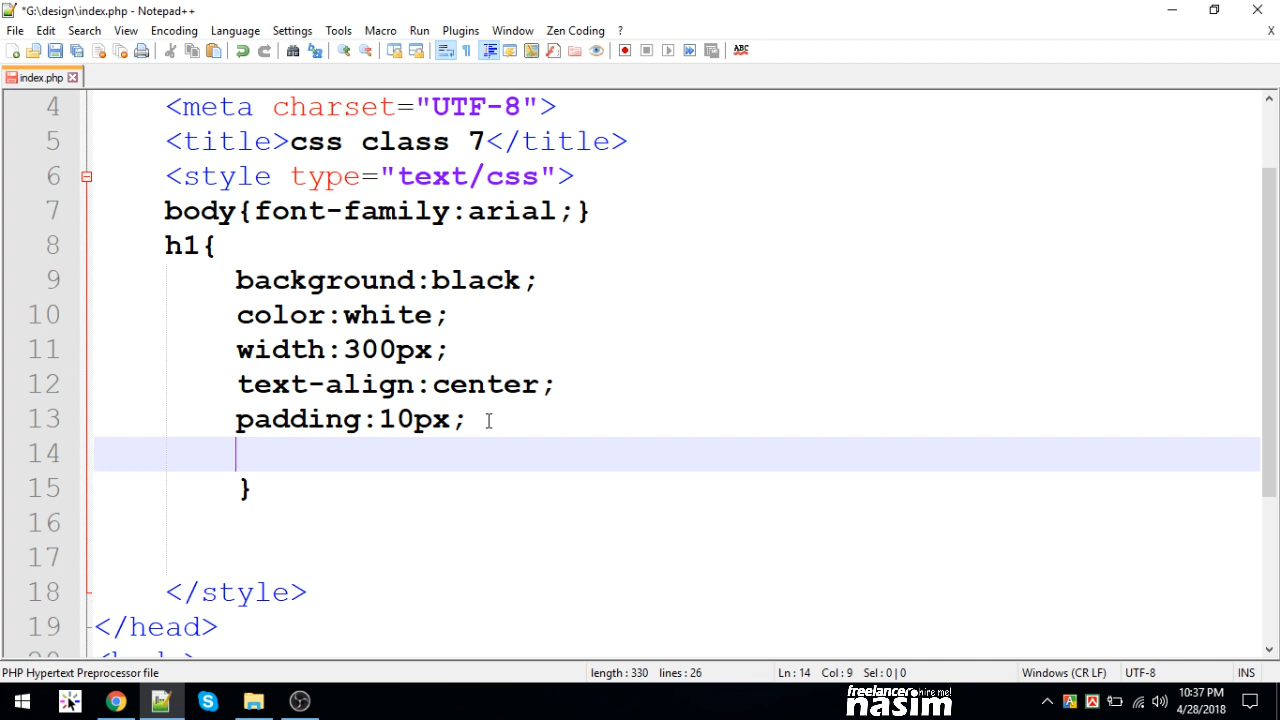 *G:\design\index.php - Notepad++
File Edit Search View Encoding Language Settings Tools Macro Run Plugins Window Zen Coding ?
X
ABC
index.php
4 <meta charset="UTF-8">
5 <title>css class 7</title>
6 <style type="text/css">
7 body{font-family:arial;}
8 h1{
9 background:black;
10 color:white;
11 width:300px;
12 text-align:center;
13 padding:10px;
14
15 }
16
17
18 </style>
19 </head>
PHP Hypertext Preprocessor file length : 330 lines : 26 Ln : 14 Col : 9 Sel : 0 | 0 Windows (CR LF) UTF-8 INS
freelancer hire me!
nasim
10:37 PM
4/28/2018